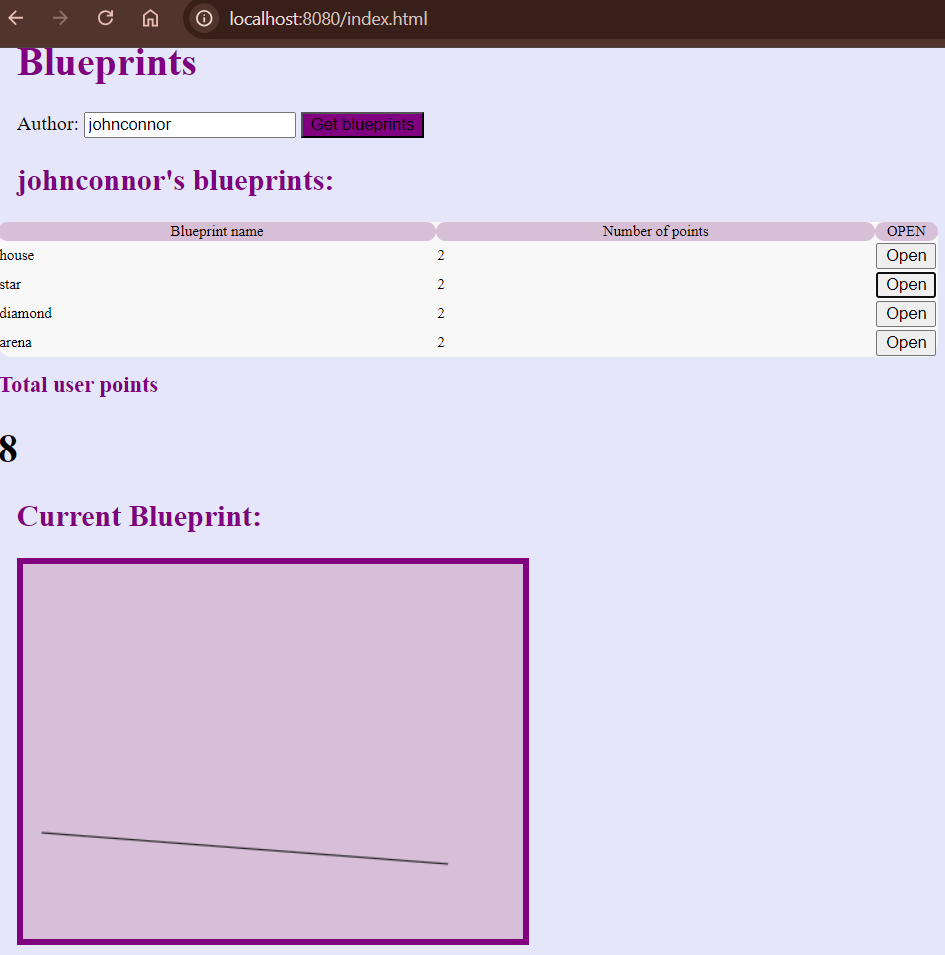 localhost:8080/index.html
Blueprints
Author: johnconnor Get blueprints
johnconnor's blueprints:
Blueprint name Number of points OPEN
house 2 Open
star 2 Open
diamond 2 Open
arena 2 Open
Total user points
8
Current Blueprint: